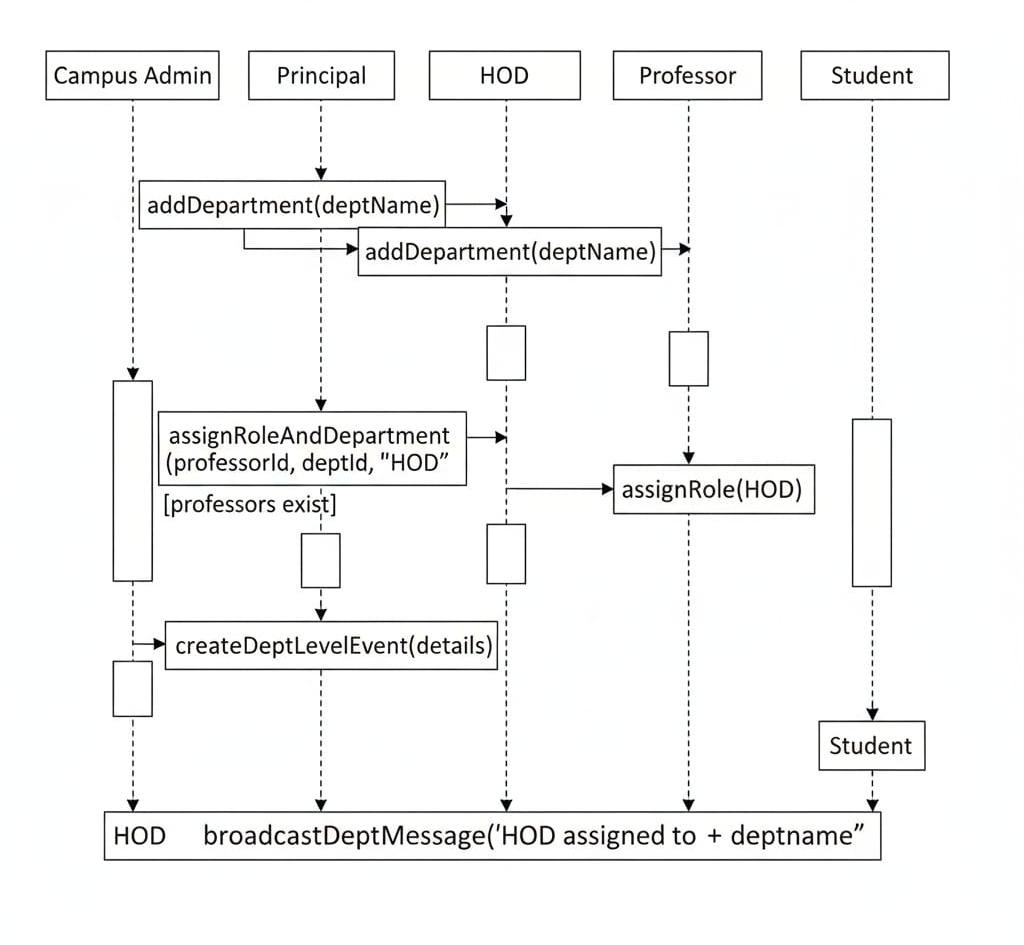 Campus Admin
Principal
HOD
Professor
Student
addDepartment(deptName)
addDepartment(deptName)
assignRoleAndDepartment
(professorId, deptId, "HOD”
[professors exist]
assignRole(HOD)
createDeptLevelEvent(details)
Student
HOD broadcastDeptMessage('HOD assigned to + deptname”